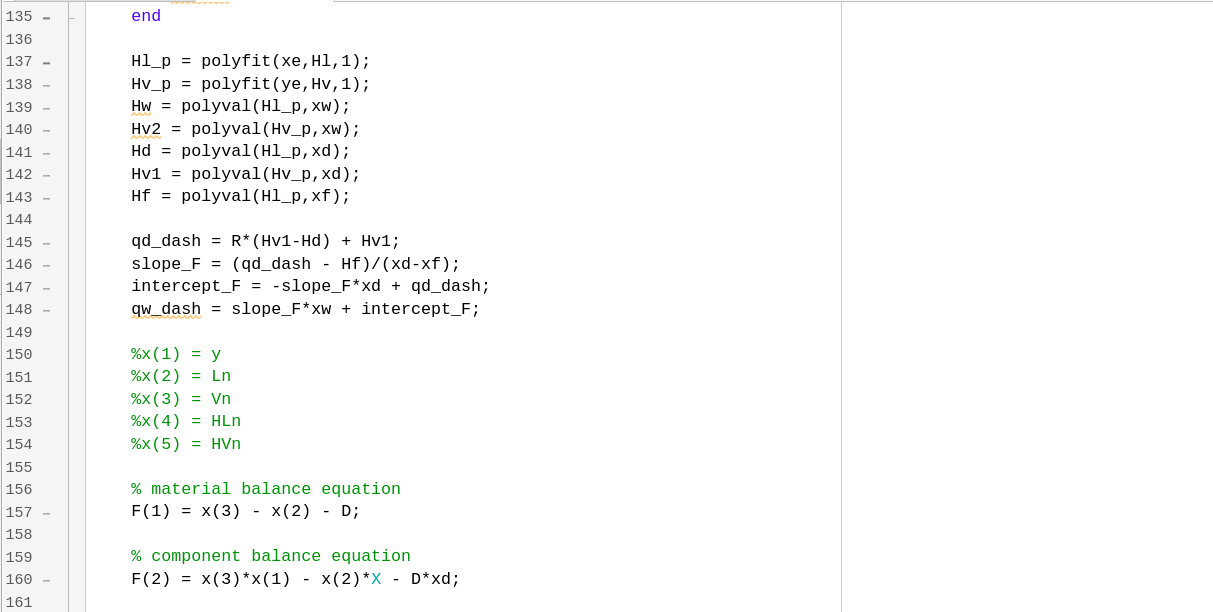 135 end
136
137 Hl_p = polyfit(xe,Hl,1);
138 Hv_p = polyfit(ye,Hv,1);
139 Hw = polyval(Hl_p,xw);
140 Hv2 = polyval(Hv_p,xw);
141 Hd = polyval(Hl_p,xd);
142 Hv1 = polyval(Hv_p,xd);
143 Hf = polyval(Hl_p,xf);
144
145 qd_dash = R*(Hv1-Hd) + Hv1;
146 slope_F = (qd_dash - Hf)/(xd-xf);
147 intercept_F = -slope_F*xd + qd_dash;
148 qw_dash = slope_F*xw + intercept_F;
149
150 %x(1) = y
151 %x(2) = Ln
152 %x(3) = Vn
153 %x(4) = HLn
154 %x(5) = HVn
155
156 % material balance equation
157 F(1) = x(3) - x(2) - D;
158
159 % component balance equation
160 F(2) = x(3)*x(1) - x(2)*X - D*xd;
161